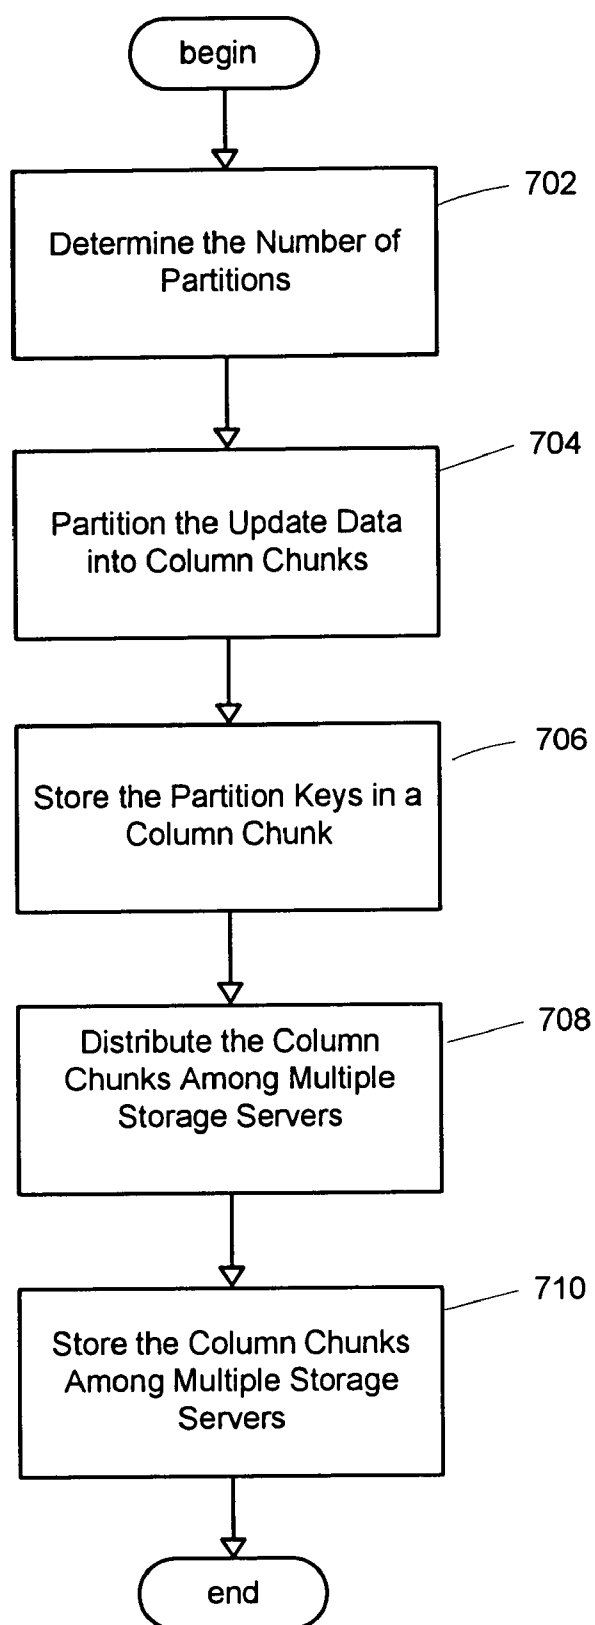 begin
702
Determine the Number of
Partitions
704
Partition the Update Data
into Column Chunks
706
Store the Partition Keys in a
Column Chunk
708
Distribute the Column
Chunks Among Multiple
Storage Servers
710
Store the Column Chunks
Among Multiple Storage
Servers
end